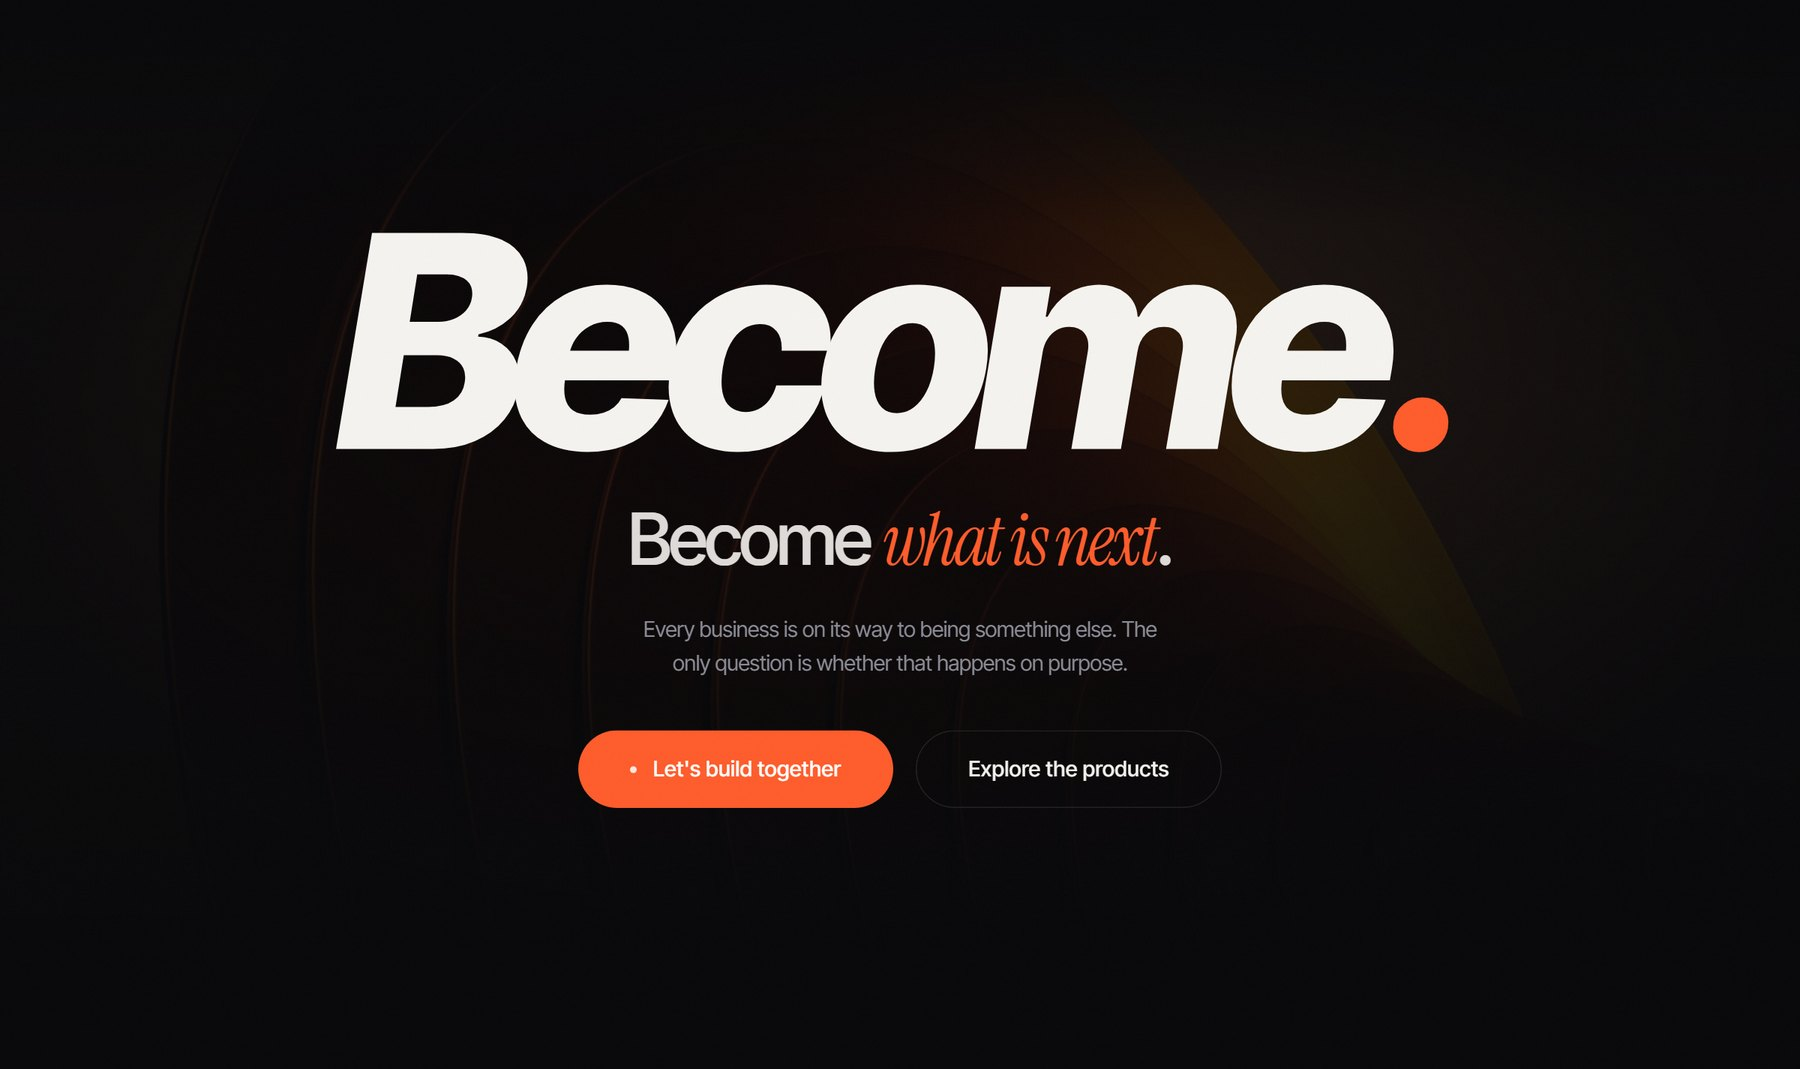 Become.
Become what is next.
Every business is on its way to being something else. The
only question is whether that happens on purpose.
Let's build together
Explore the products